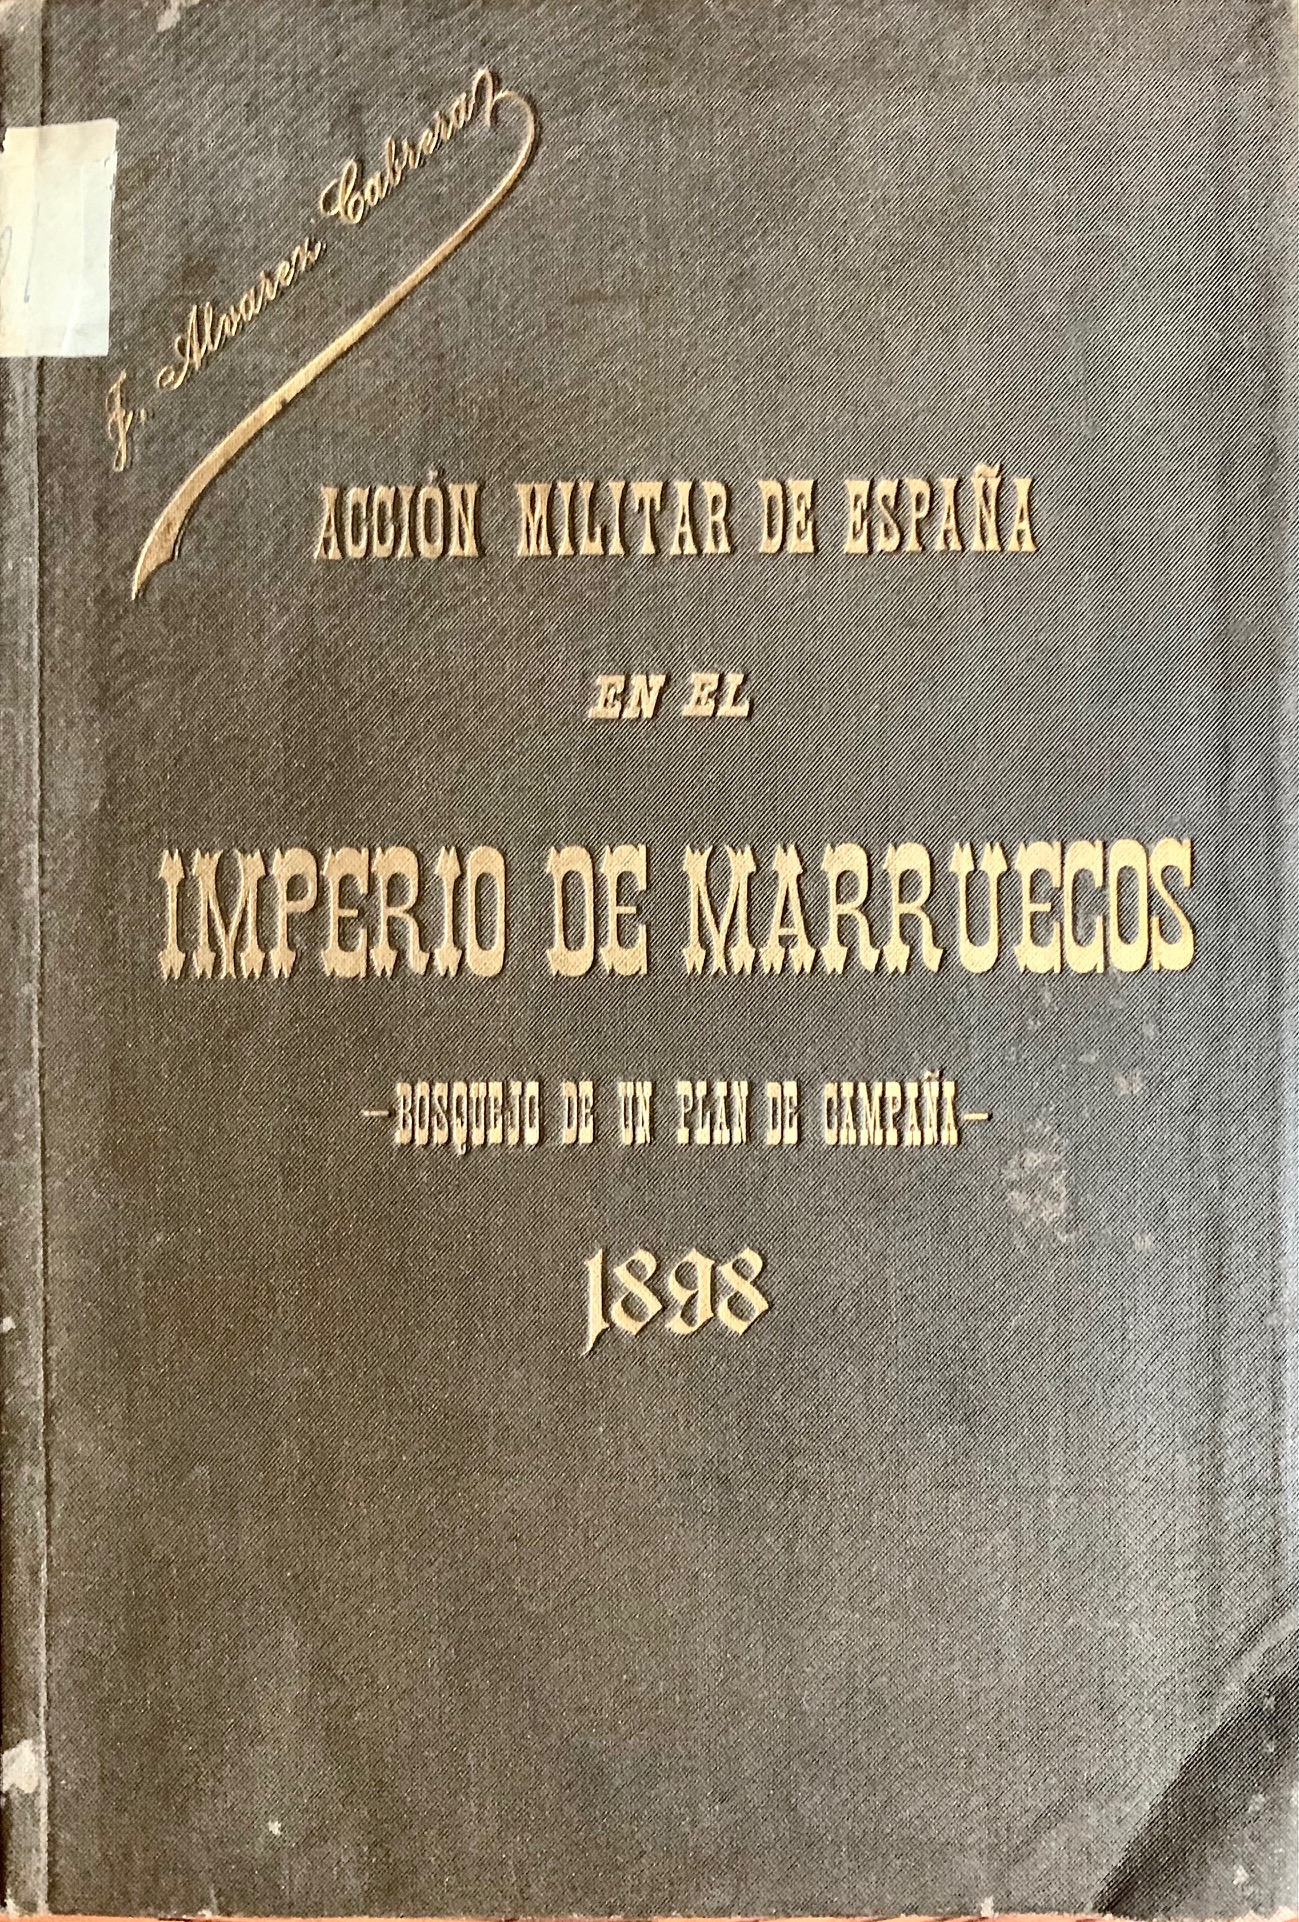 J. Alvarez Cabrera
ACCIÓN MILITAR DE ESPAÑA
EN EL
IMPERIO DE MARRUECOS
-BOSQUEJO DE UN PLAN DE CAMPAÑA-
1898